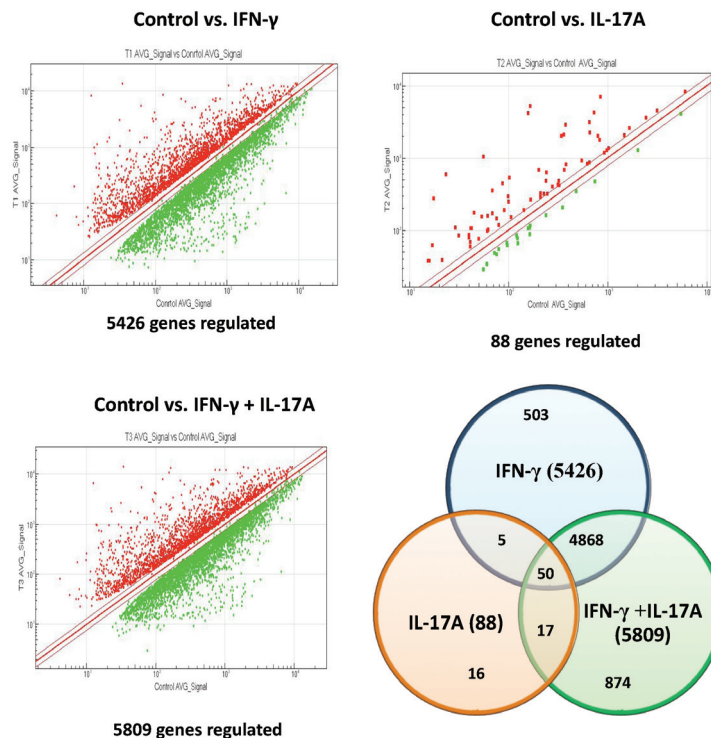 Control vs. IFN-γ
T1 AVG_Signal vs Conrtol AVG_Signal
T1 AVG_Signal
Conrtol AVG_Signal
5426 genes regulated
Control vs. IL-17A
T2 AVG_Signal vs Control AVG_Signal
T2 AVG_Signal
Control AVG_Signal
88 genes regulated
Control vs. IFN-γ + IL-17A
T3 AVG_Signal vs Control AVG_Signal
T3 AVG_Signal
Control AVG_Signal
5809 genes regulated
503
IFN-γ (5426)
5
4868
50
IL-17A (88)
17
IFN-γ +IL-17A
(5809)
16
874